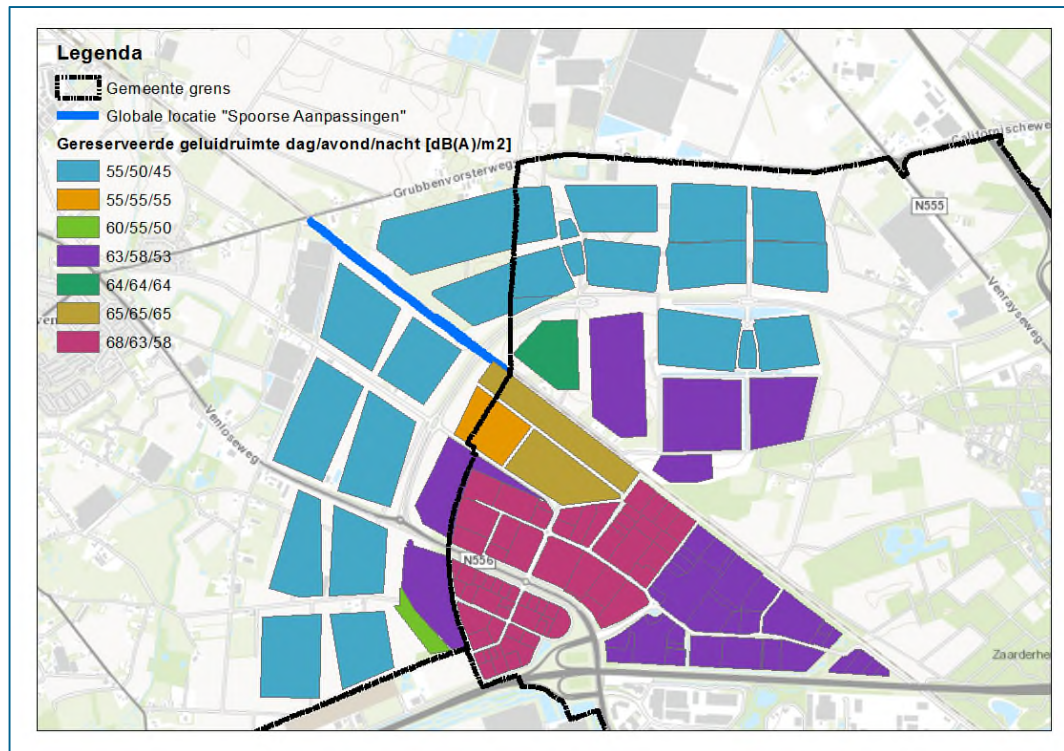 Legenda
Gemeente grens
Globale locatie "Spoorse Aanpassingen"
Gereserveerde geluidruimte dag/avond/nacht [dB(A)/m2]
55/50/45
55/55/55
60/55/50
63/58/53
64/64/64
65/65/65
68/63/58
Grubbenvorsterweg
Californischeweg
N555
Venrayseweg
Venloseweg
N556
Zaarderhe